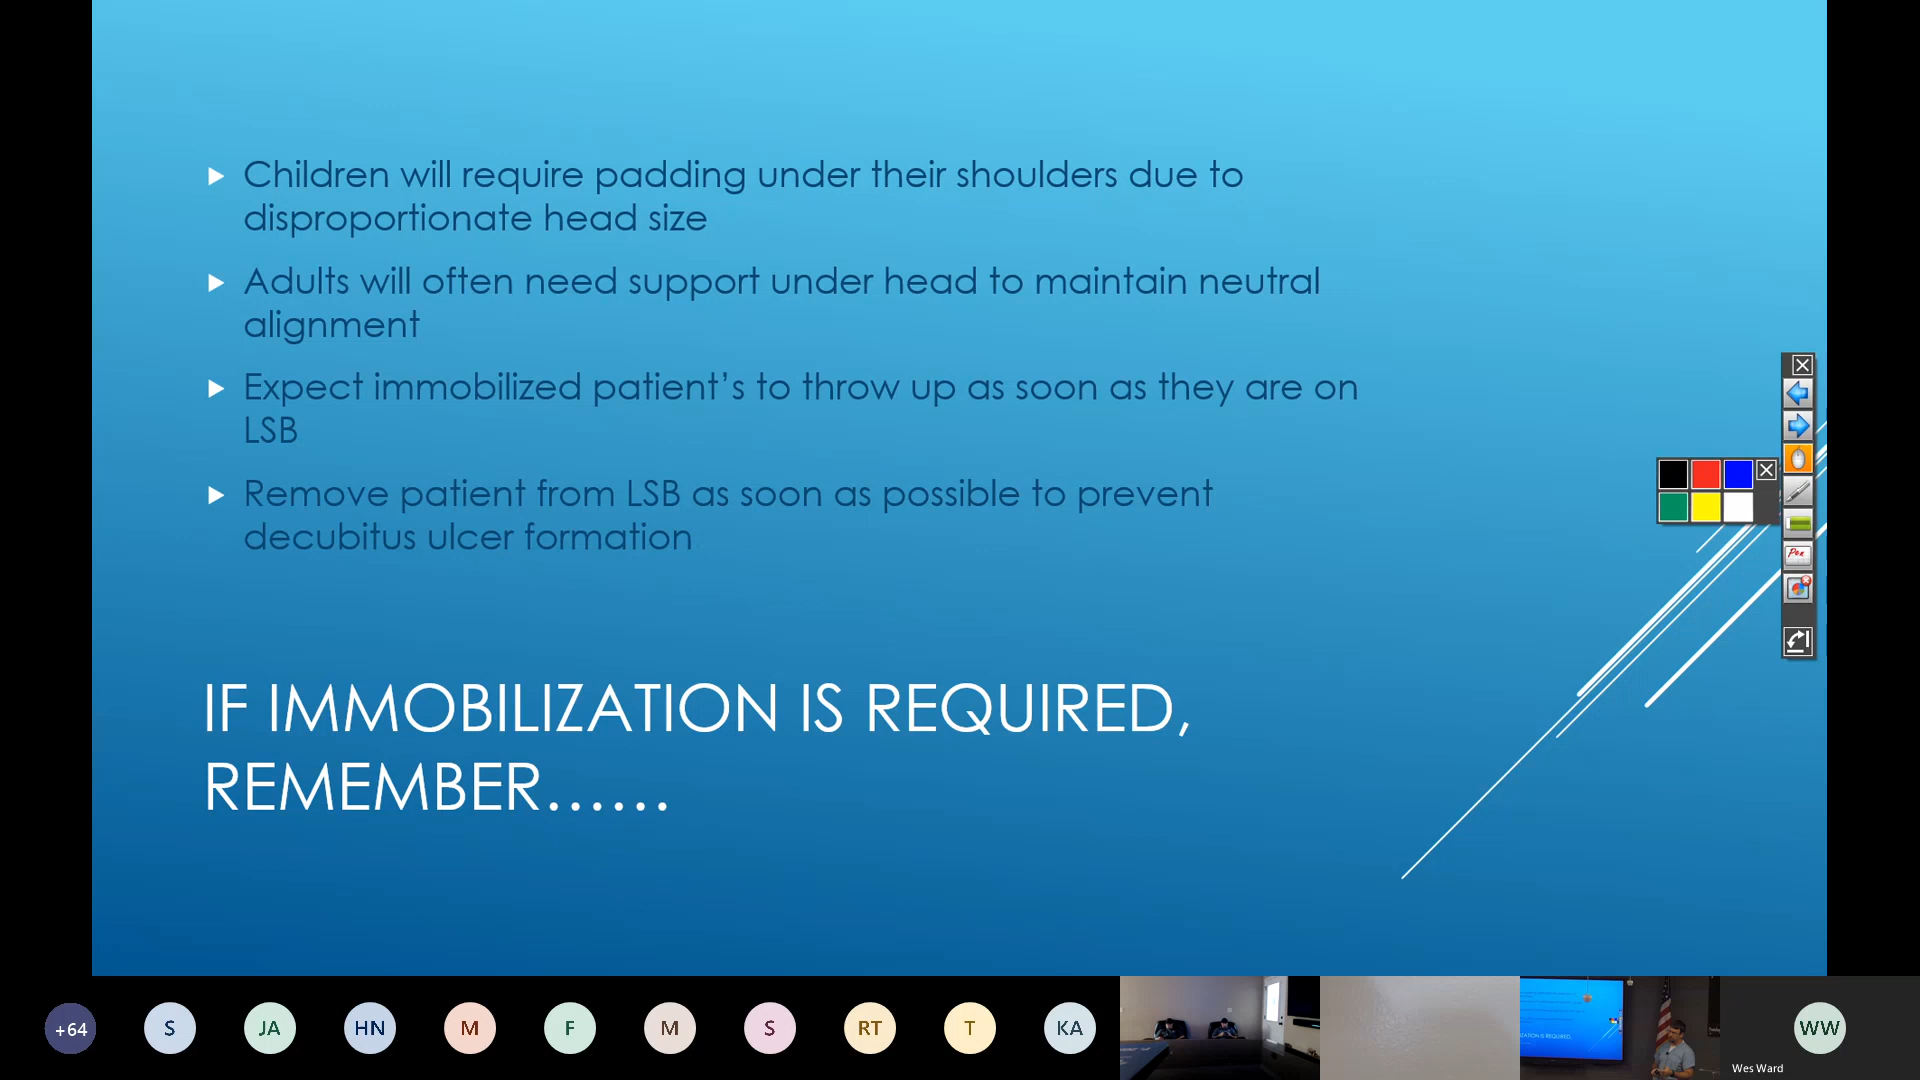 Children will require padding under their shoulders due to
disproportionate head size
Adults will often need support under head to maintain neutral
alignment
Expect immobilized patient’s to throw up as soon as they are on
LSB
Remove patient from LSB as soon as possible to prevent
decubitus ulcer formation
IF IMMOBILIZATION IS REQUIRED,
REMEMBER......
Pen
+64
S
JA
HN
M
F
M
S
RT
T
KA
WW
Wes Ward